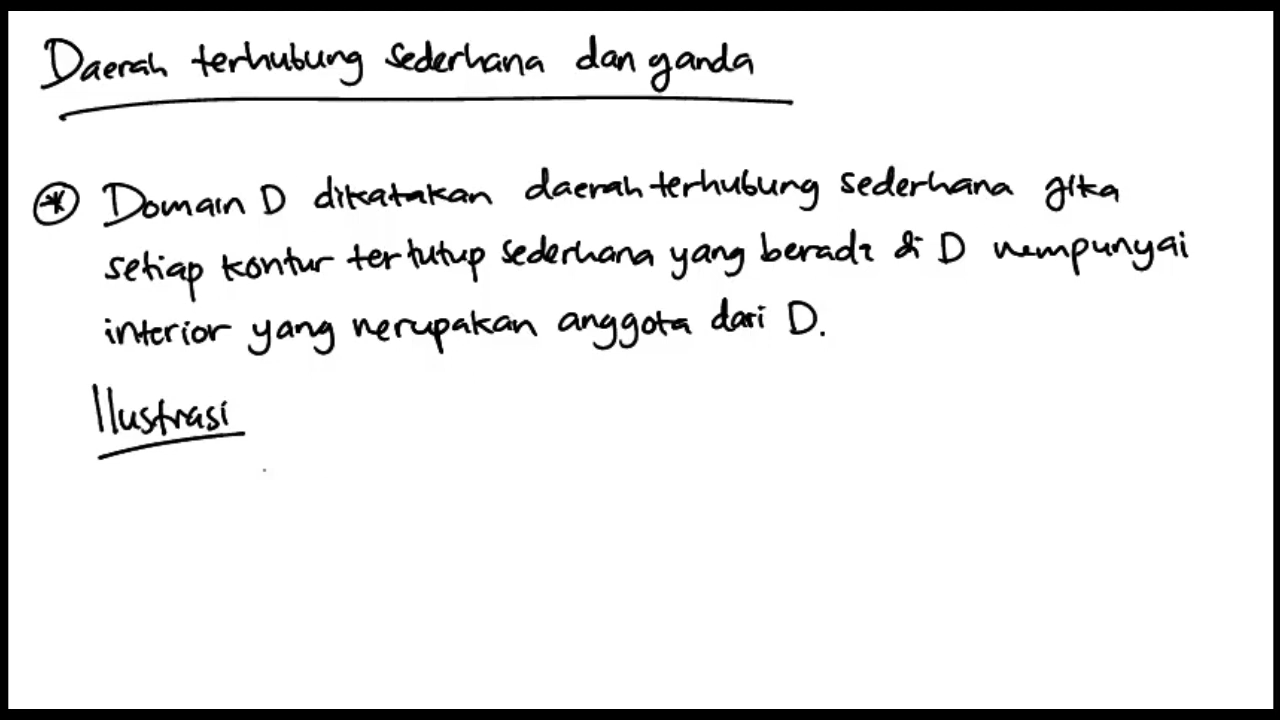 Daerah terhubung sederhana dan ganda
* Domain D dikatakan daerah terhubung sederhana jika
setiap kontur tertutup sederhana yang berada di D mempunyai
interior yang merupakan anggota dari D.
Ilustrasi